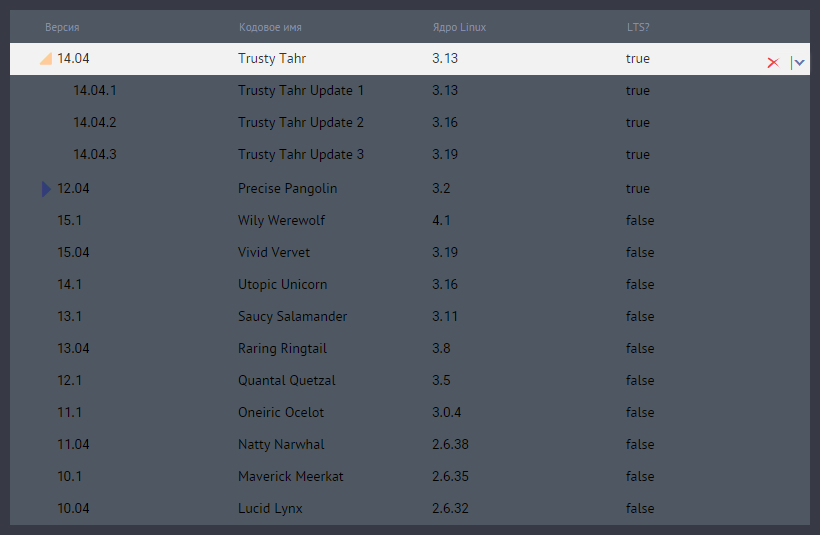 Версия Кодовое имя Ядро Linux LTS?
14.04 Trusty Tahr 3.13 true
14.04.1 Trusty Tahr Update 1 3.13 true
14.04.2 Trusty Tahr Update 2 3.16 true
14.04.3 Trusty Tahr Update 3 3.19 true
12.04 Precise Pangolin 3.2 true
15.1 Wily Werewolf 4.1 false
15.04 Vivid Vervet 3.19 false
14.1 Utopic Unicorn 3.16 false
13.1 Saucy Salamander 3.11 false
13.04 Raring Ringtail 3.8 false
12.1 Quantal Quetzal 3.5 false
11.1 Oneiric Ocelot 3.0.4 false
11.04 Natty Narwhal 2.6.38 false
10.1 Maverick Meerkat 2.6.35 false
10.04 Lucid Lynx 2.6.32 false